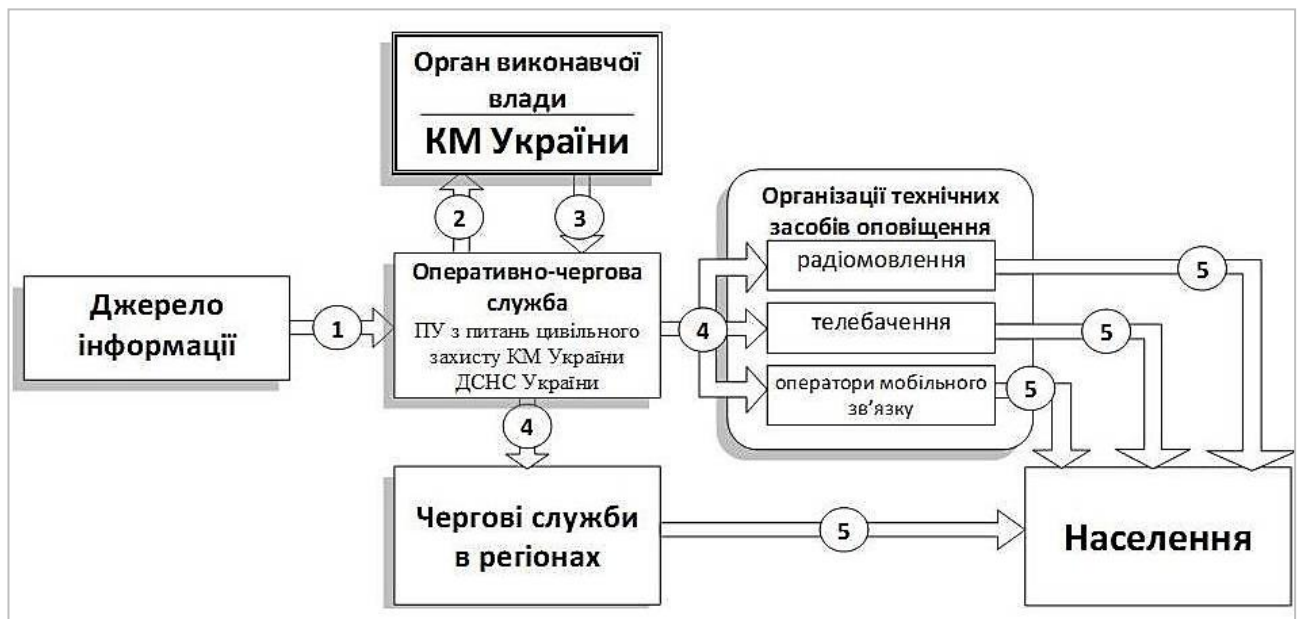 Орган виконавчої
влади
КМ України
2
3
Організації технічних
засобів оповіщення
радіомовлення
5
Оперативно-чергова
служба
ПУ з питань цивільного
захисту КМ України
ДСНС України
Джерело
інформації
1
4
телебачення
5
оператори мобільного
зв'язку
5
4
Чергові служби
в регіонах
5
Населення